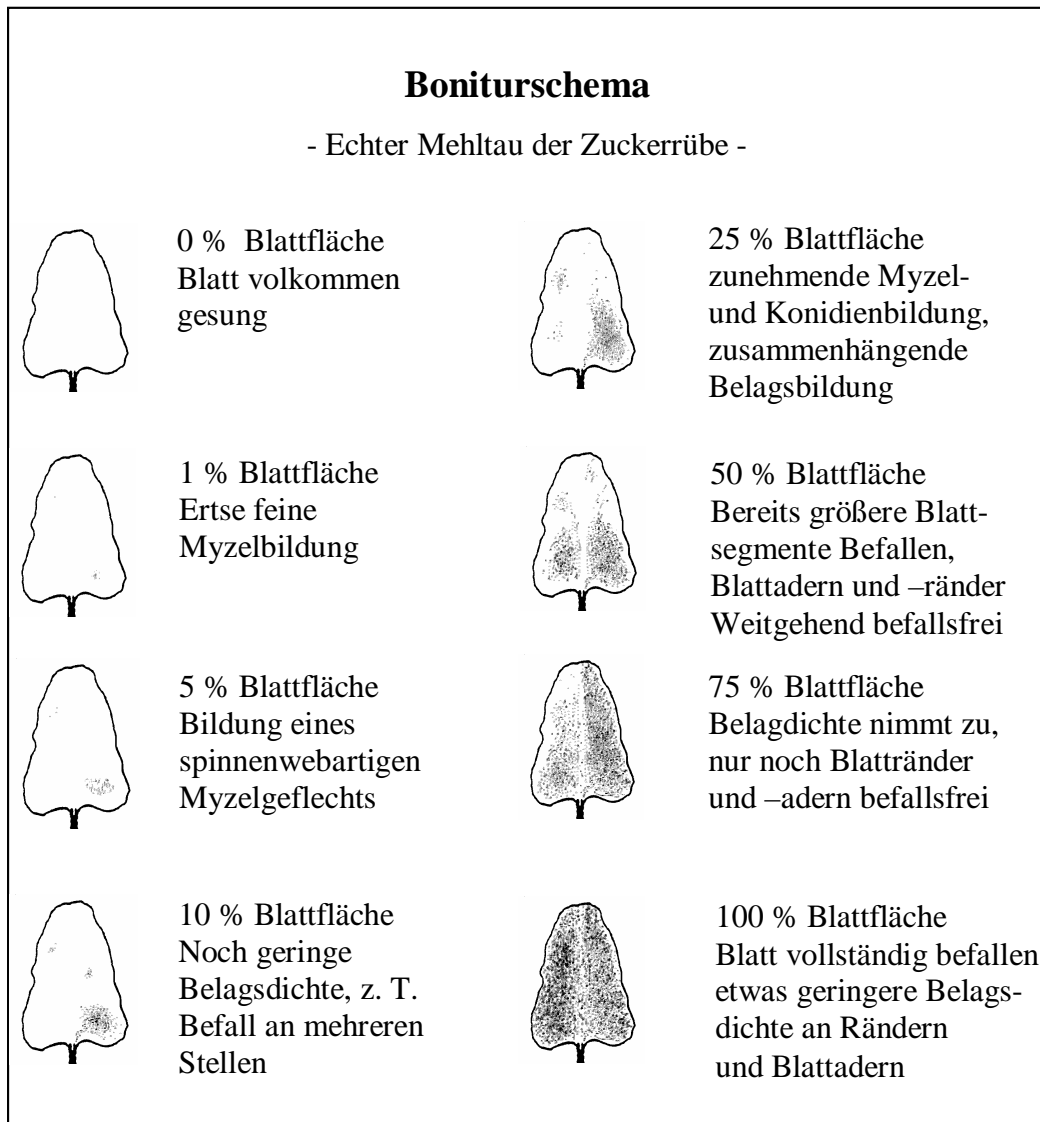 Boniturschema
- Echter Mehltau der Zuckerrübe -
0 % Blattfläche
Blatt volkommen
gesung
1 % Blattfläche
Ertse feine
Myzelbildung
5 % Blattfläche
Bildung eines
spinnenwebartigen
Myzelgeflechts
10 % Blattfläche
Noch geringe
Belagsdichte, z. T.
Befall an mehreren
Stellen
25 % Blattfläche
zunehmende Myzel-
und Konidienbildung,
zusammenhängende
Belagsbildung
50 % Blattfläche
Bereits größere Blatt-
segmente Befallen,
Blattadern und –ränder
Weitgehend befallsfrei
75 % Blattfläche
Belagdichte nimmt zu,
nur noch Blattränder
und –adern befallsfrei
100 % Blattfläche
Blatt vollständig befallen
etwas geringere Belags-
dichte an Rändern
und Blattadern